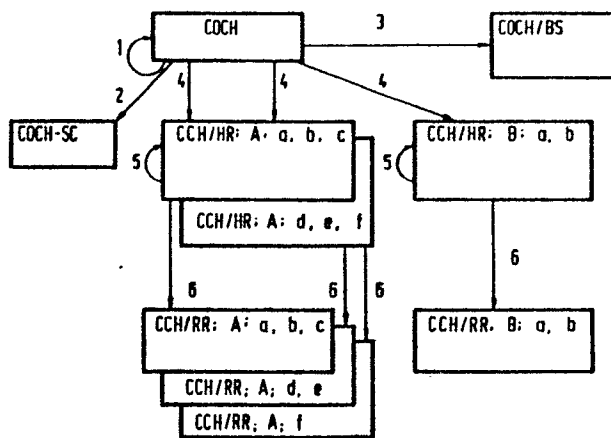 COCH
3
COCH/BS
1
4
4
4
2
COCH-SC
CCH/HR: A: a, b, c
CCH/HR: B: a, b
5
5
CCH/HR; A: d, e, f
6
6
6
6
CCH/RR: A: a, b, c
CCH/RR. B: a, b
CCH/RR; A; d, e
CCH/RR; A; f